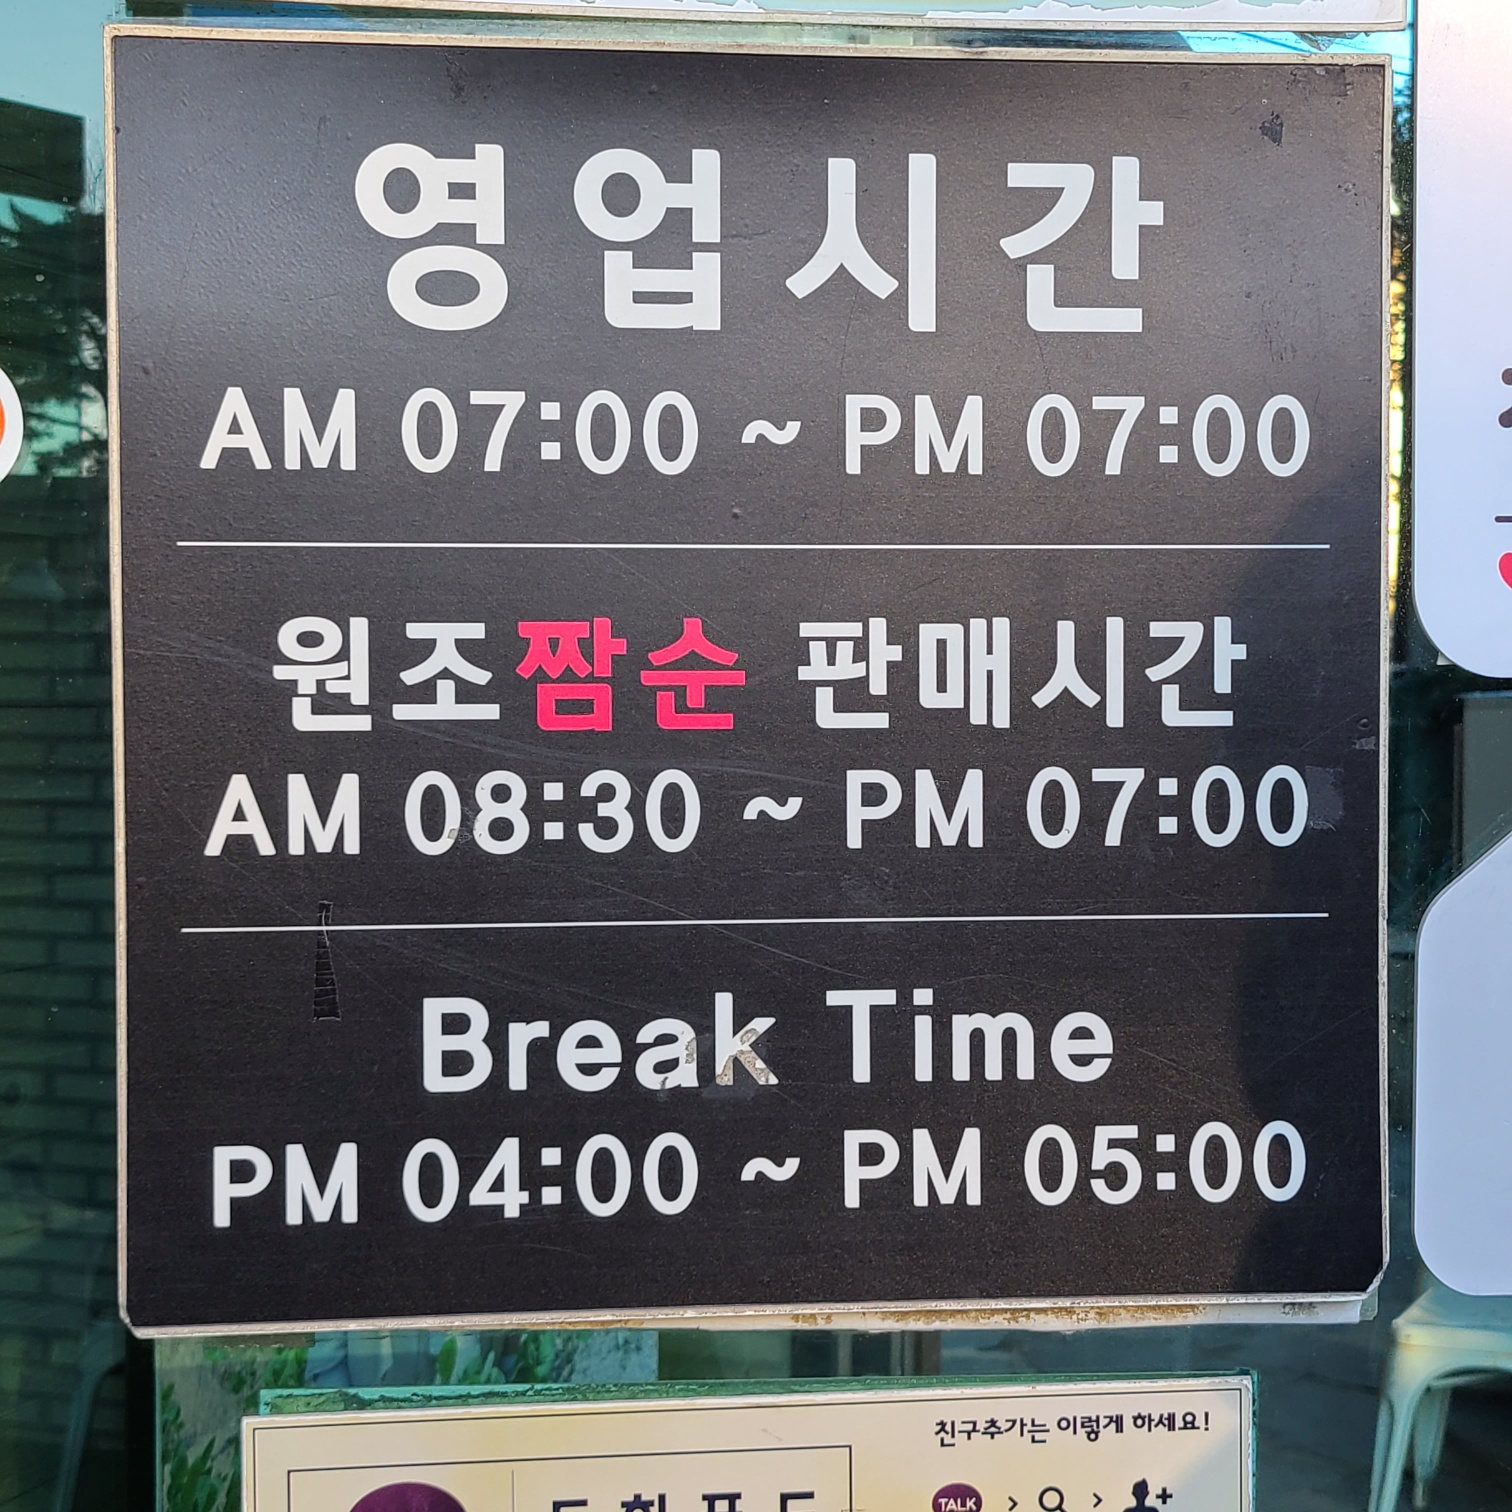 영업시간
AM 07:00 ~ PM 07:00
원조짬순 판매시간
AM 08:30 ~ PM 07:00
Break Time
PM 04:00 ~ PM 05:00
친구추가는 이렇게 하세요!
TALK